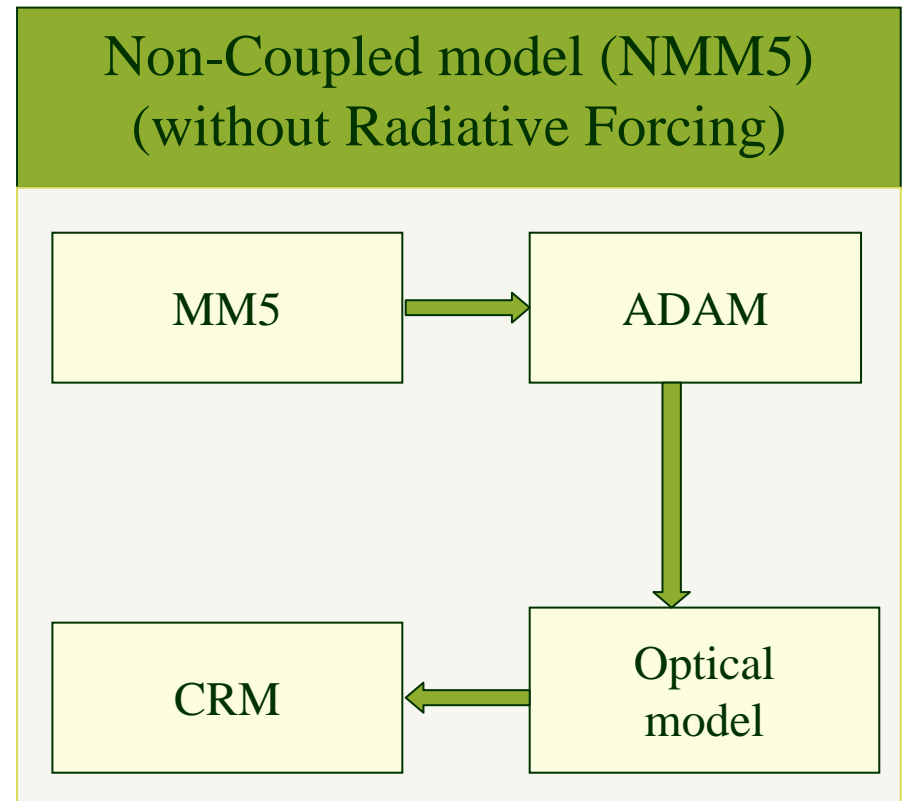 Non-Coupled model (NMM5)
(without Radiative Forcing)
MM5
ADAM
CRM
Optical
model